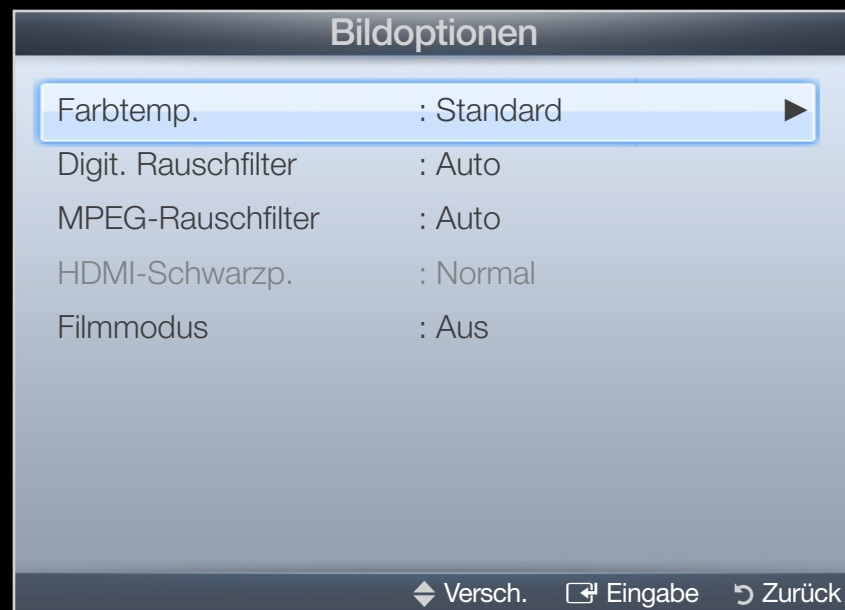 Bildoptionen
Farbtemp. : Standard ►
Digit. Rauschfilter : Auto
MPEG-Rauschfilter : Auto
HDMI-Schwarzp. : Normal
Filmmodus : Aus
Versch. Eingabe Zurück